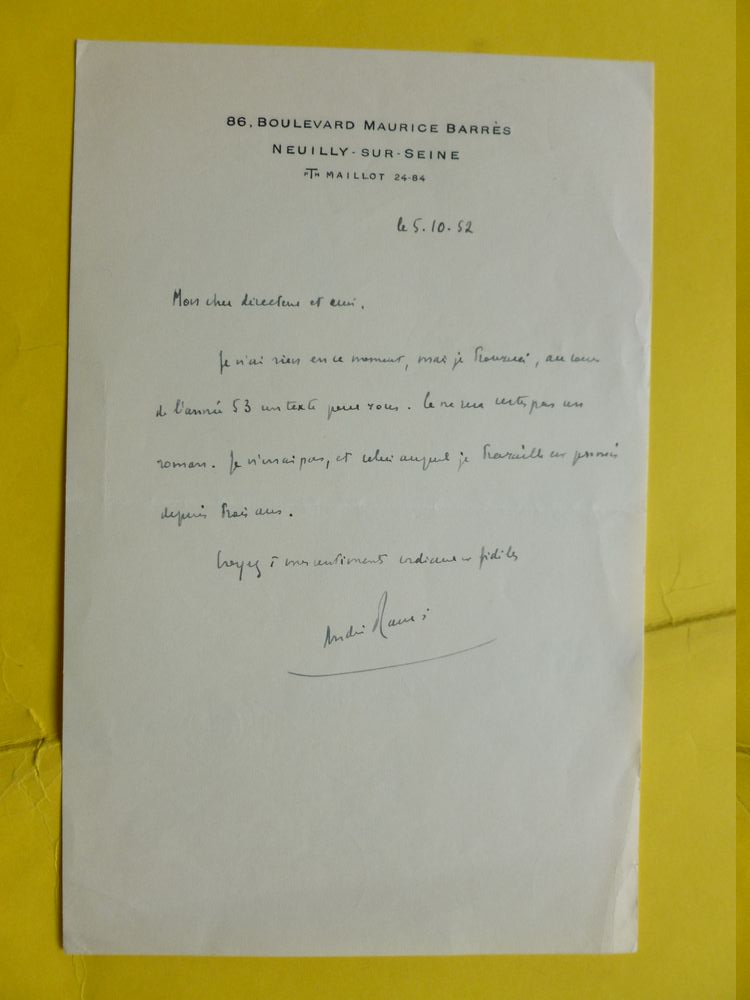 86, BOULEVARD MAURICE BARRÈS
NEUILLY-SUR-SEINE
MAILLOT 24-84
le 5.10.52
Mon cher directeur et ami,
Je n'ai rien en ce moment, mais je trouverai, au cours
de l'année 53 un texte pour vous. Ce ne sera certes pas un
roman. Je n'en ai pas, et celui auquel je travaille est promis
depuis trois ans.
Croyez à mes sentiments cordiaux et fidèles
André